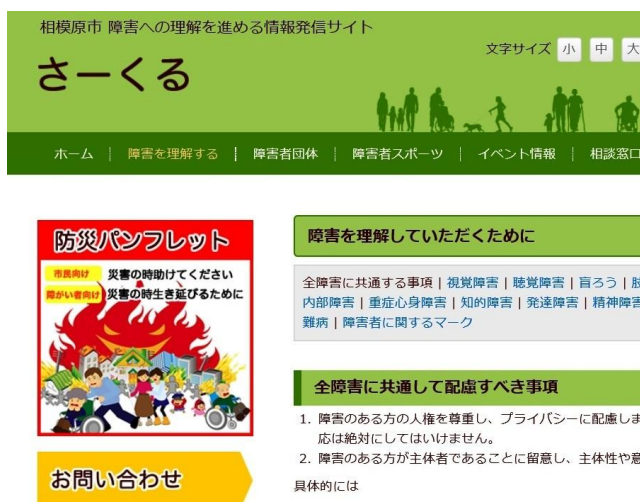 相模原市 障害への理解を進める情報発信サイト
文字サイズ 小 中 大
さーくる
ホーム | 障害を理解する | 障害者団体 | 障害者スポーツ | イベント情報 | 相談窓口
防災パンフレット
市民向け 災害の時助けてください
障がい者向け 災害の時生き延びるために
お問い合わせ
障害を理解していただくために
全障害に共通する事項 | 視覚障害 | 聴覚障害 | 盲ろう |
内部障害 | 重症心身障害 | 知的障害 | 発達障害 | 精神障害
難病 | 障害者に関するマーク
全障害に共通して配慮すべき事項
1. 障害のある方の人権を尊重し、プライバシーに配慮しま
応は絶対にしてはいけません。
2. 障害のある方が主体者であることに留意し、主体性や意
具体的には